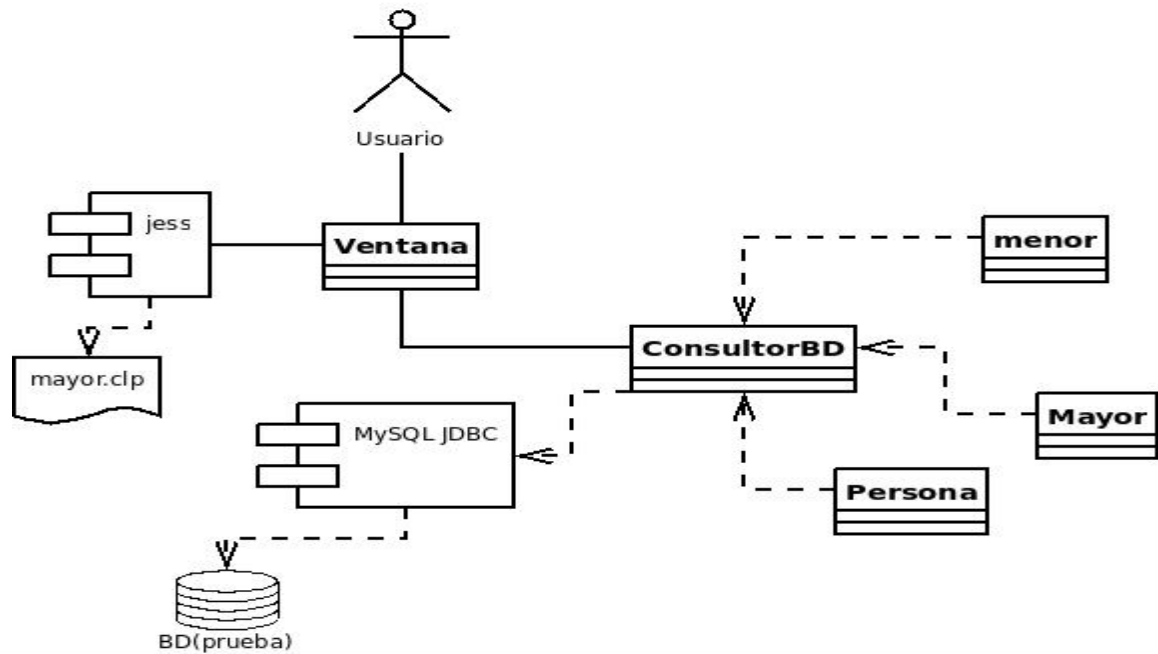 Usuario
jess
Ventana
menor
ConsultorBD
mayor.clp
Mayor
MySQL JDBC
Persona
BD(prueba)